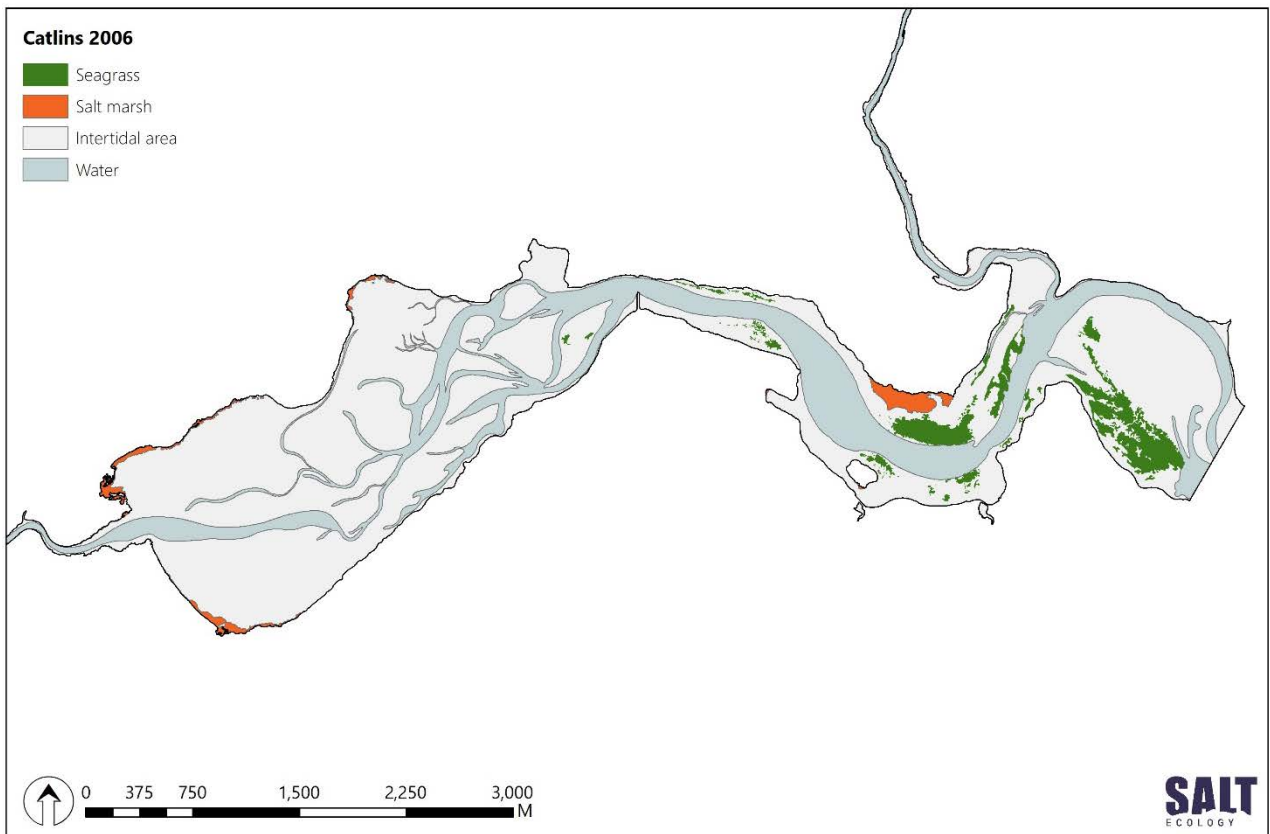 Catlins 2006
Seagrass
Salt marsh
Intertidal area
Water
0 375 750 1,500 2,250 3,000
M
SALT
ECOLOGY